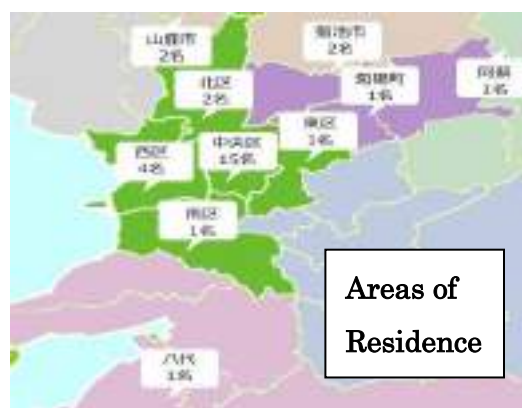 山鹿市
2名
菊池市
2名
北区
2名
菊陽町
1名
阿蘇
1名
東区
1名
中央区
15名
西区
4名
南区
1名
八代
1名
Areas of
Residence